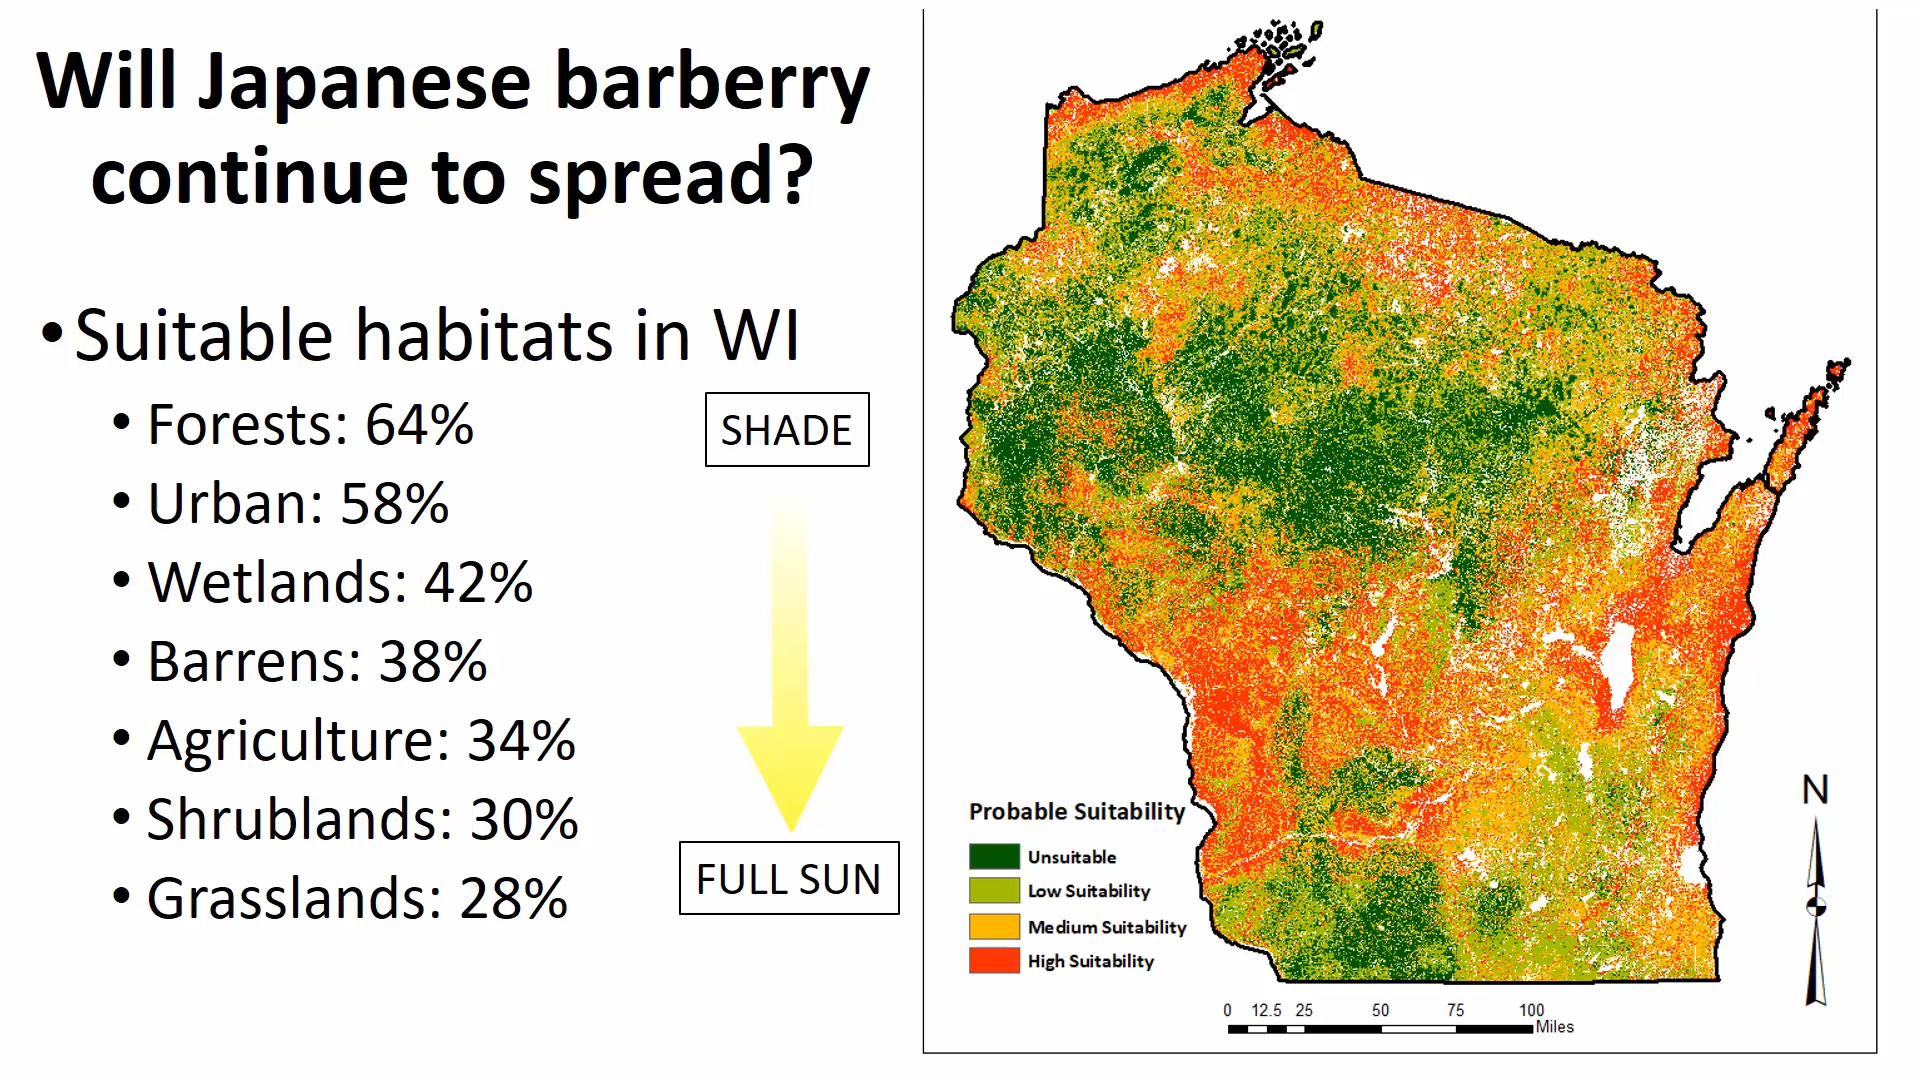 Will Japanese barberry
continue to spread?
•Suitable habitats in WI
• Forests: 64%
• Urban: 58%
• Wetlands: 42%
• Barrens: 38%
• Agriculture: 34%
• Shrublands: 30%
• Grasslands: 28%
SHADE
FULL SUN
Probable Suitability
Unsuitable
Low Suitability
Medium Suitability
High Suitability
N
0 12.5 25 50 75 100
Miles